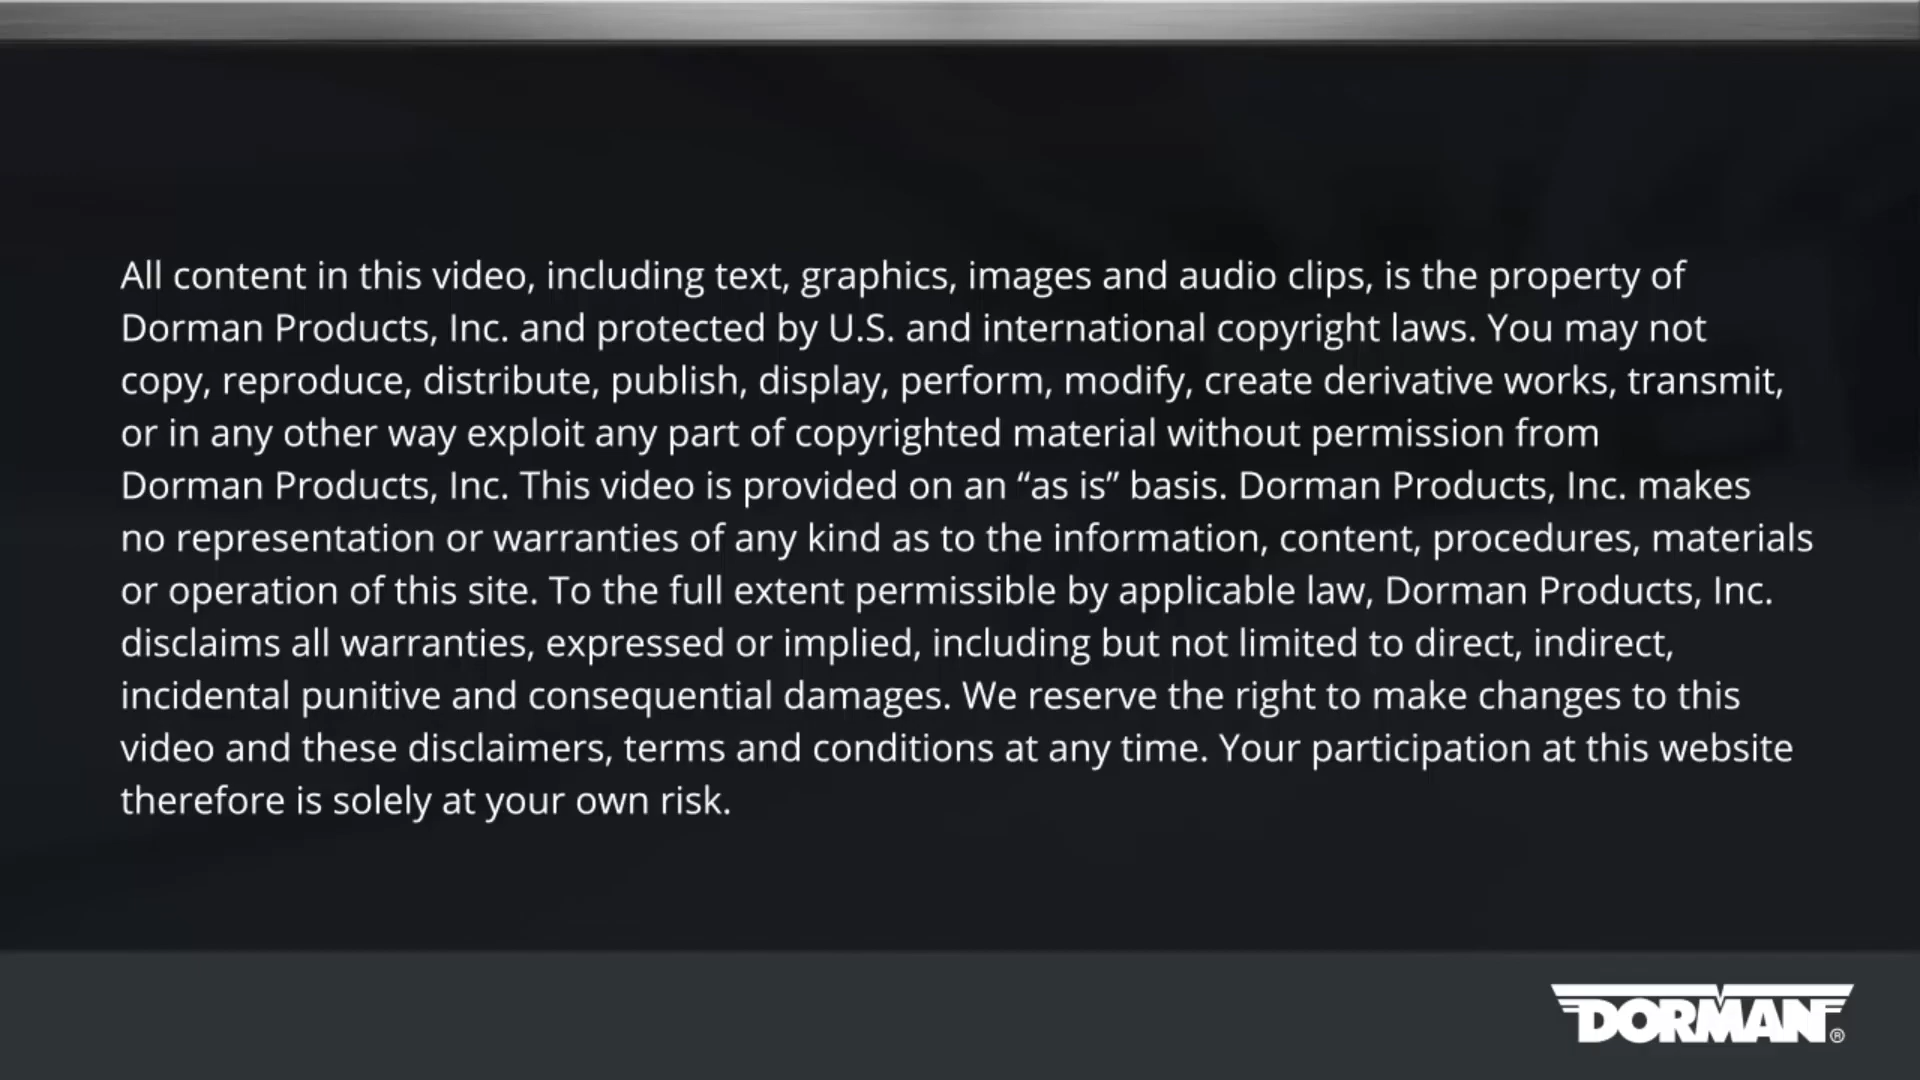 All content in this video, including text, graphics, images and audio clips, is the property of
Dorman Products, Inc. and protected by U.S. and international copyright laws. You may not
copy, reproduce, distribute, publish, display, perform, modify, create derivative works, transmit,
or in any other way exploit any part of copyrighted material without permission from
Dorman Products, Inc. This video is provided on an “as is” basis. Dorman Products, Inc. makes
no representation or warranties of any kind as to the information, content, procedures, materials
or operation of this site. To the full extent permissible by applicable law, Dorman Products, Inc.
disclaims all warranties, expressed or implied, including but not limited to direct, indirect,
incidental punitive and consequential damages. We reserve the right to make changes to this
video and these disclaimers, terms and conditions at any time. Your participation at this website
therefore is solely at your own risk.
DORMAN®